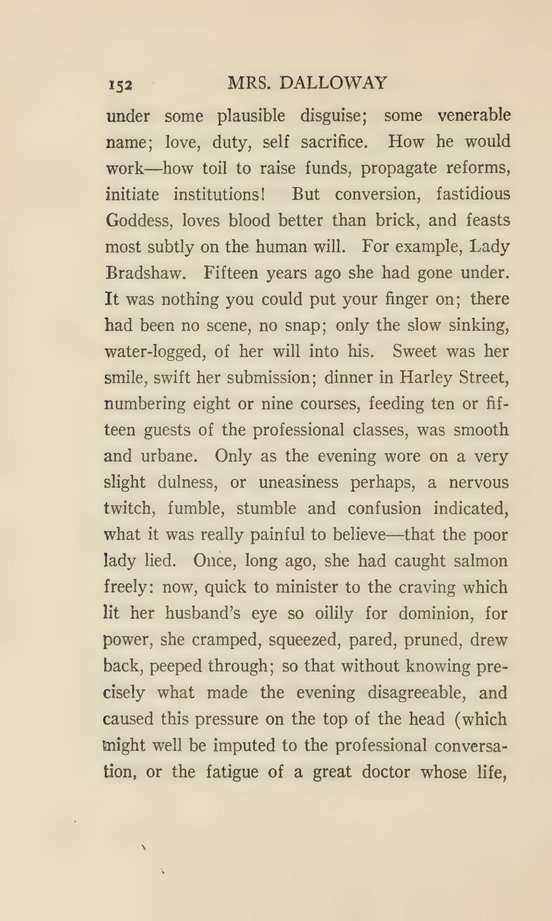 152 MRS. DALLOWAY
under some plausible disguise; some venerable
name; love, duty, self sacrifice. How he would
work—how toil to raise funds, propagate reforms,
initiate institutions! But conversion, fastidious
Goddess, loves blood better than brick, and feasts
most subtly on the human will. For example, Lady
Bradshaw. Fifteen years ago she had gone under.
It was nothing you could put your finger on; there
had been no scene, no snap; only the slow sinking,
water-logged, of her will into his. Sweet was her
smile, swift her submission; dinner in Harley Street,
numbering eight or nine courses, feeding ten or fif-
teen guests of the professional classes, was smooth
and urbane. Only as the evening wore on a very
slight dulness, or uneasiness perhaps, a nervous
twitch, fumble, stumble and confusion indicated,
what it was really painful to believe—that the poor
lady lied. Once, long ago, she had caught salmon
freely: now, quick to minister to the craving which
lit her husband's eye so oilily for dominion, for
power, she cramped, squeezed, pared, pruned, drew
back, peeped through; so that without knowing pre-
cisely what made the evening disagreeable, and
caused this pressure on the top of the head (which
might well be imputed to the professional conversa-
tion, or the fatigue of a great doctor whose life,